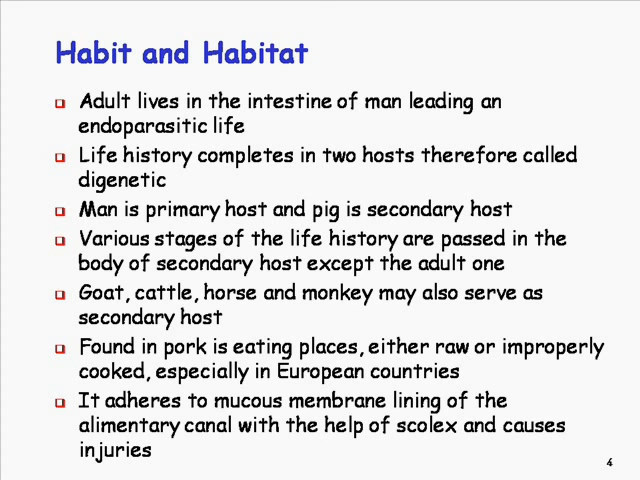 Habit and Habitat
Adult lives in the intestine of man leading an
endoparasitic life
Life history completes in two hosts therefore called
digenetic
Man is primary host and pig is secondary host
Various stages of the life history are passed in the
body of secondary host except the adult one
Goat, cattle, horse and monkey may also serve as
secondary host
Found in pork is eating places, either raw or improperly
cooked, especially in European countries
It adheres to mucous membrane lining of the
alimentary canal with the help of scolex and causes
injuries
4